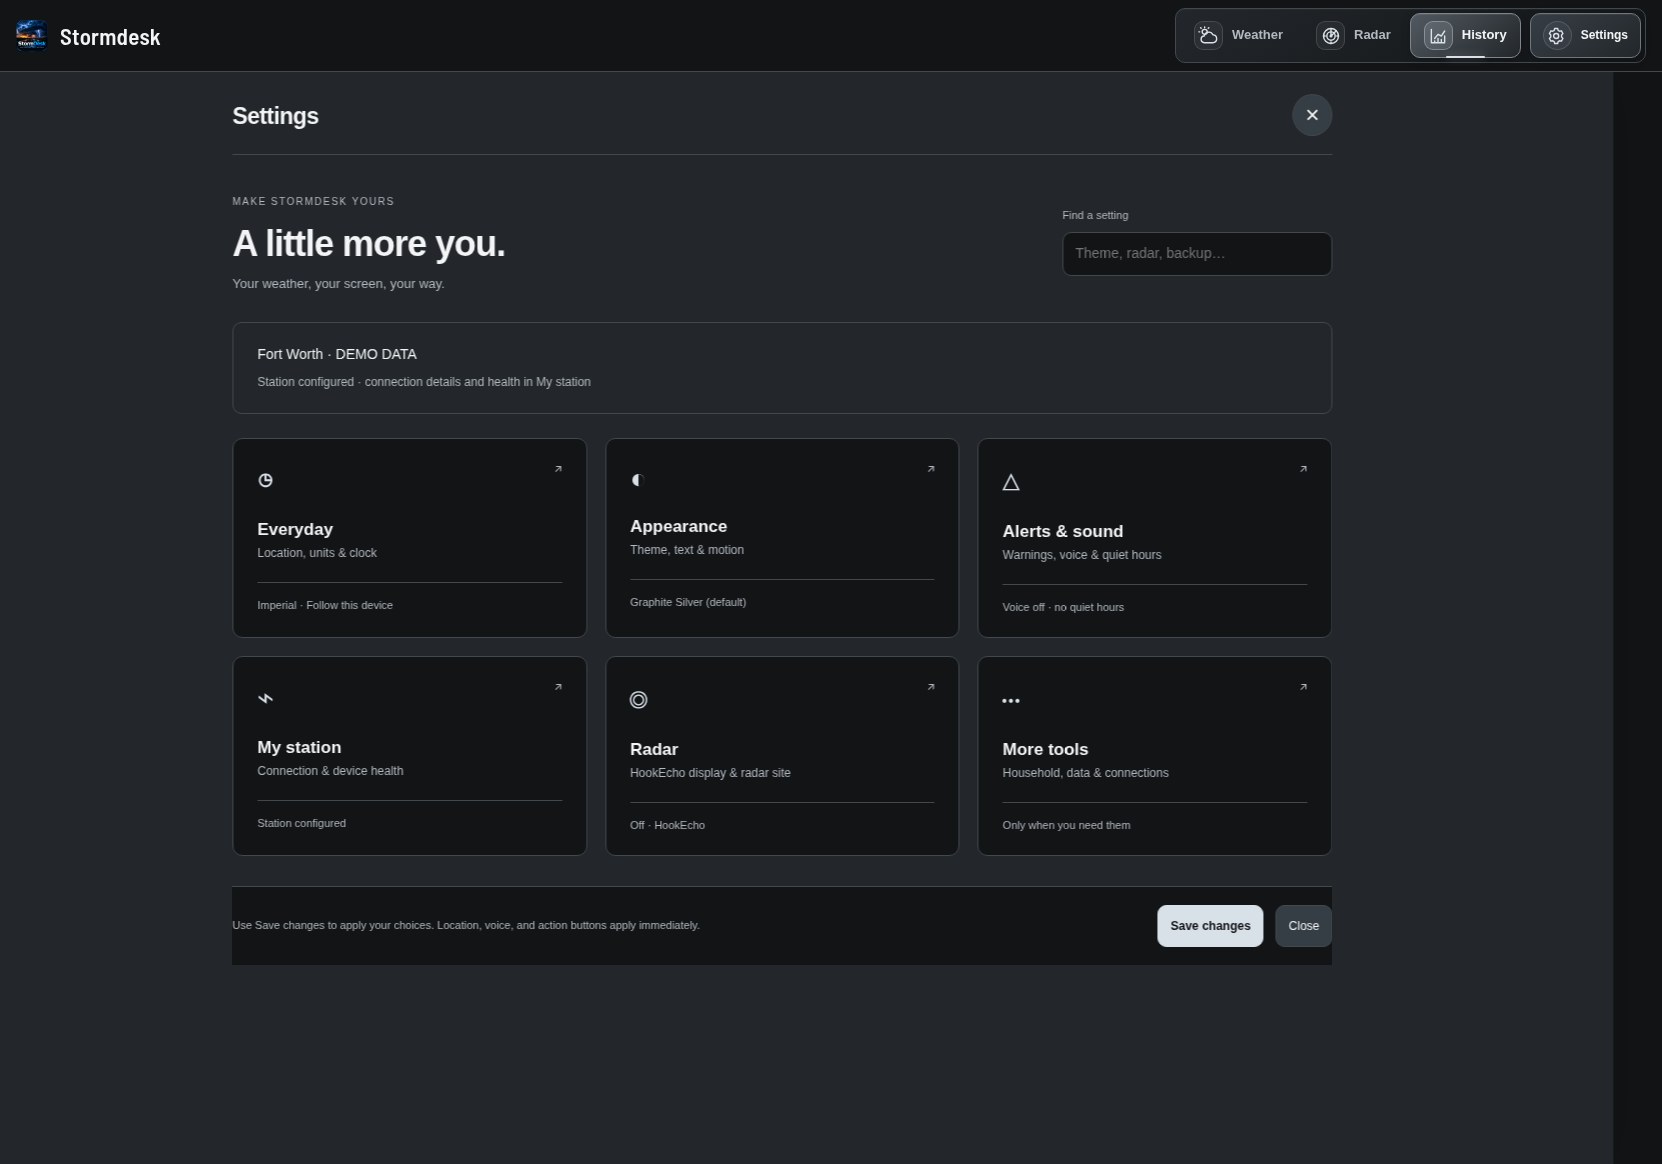 Stormdesk
Weather
Radar
History
Settings
Settings
MAKE STORMDESK YOURS
A little more you.
Your weather, your screen, your way.
Find a setting
Theme, radar, backup…
Fort Worth · DEMO DATA
Station configured · connection details and health in My station
Everyday
Location, units & clock
Imperial · Follow this device
Appearance
Theme, text & motion
Graphite Silver (default)
Alerts & sound
Warnings, voice & quiet hours
Voice off · no quiet hours
My station
Connection & device health
Station configured
Radar
HookEcho display & radar site
Off · HookEcho
More tools
Household, data & connections
Only when you need them
Use Save changes to apply your choices. Location, voice, and action buttons apply immediately.
Save changes
Close